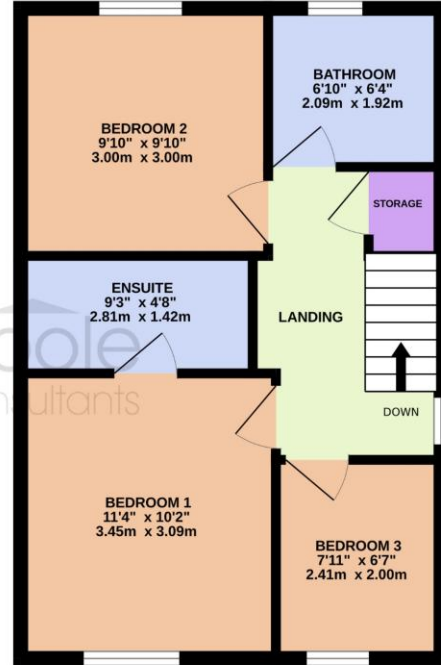 BATHROOM
6'10" x 6'4"
2.09m x 1.92m
BEDROOM 2
9'10" x 9'10"
3.00m x 3.00m
STORAGE
ENSUITE
9'3" x 4'8"
2.81m x 1.42m
LANDING
DOWN
BEDROOM 1
11'4" x 10'2"
3.45m x 3.09m
BEDROOM 3
7'11" x 6'7"
2.41m x 2.00m